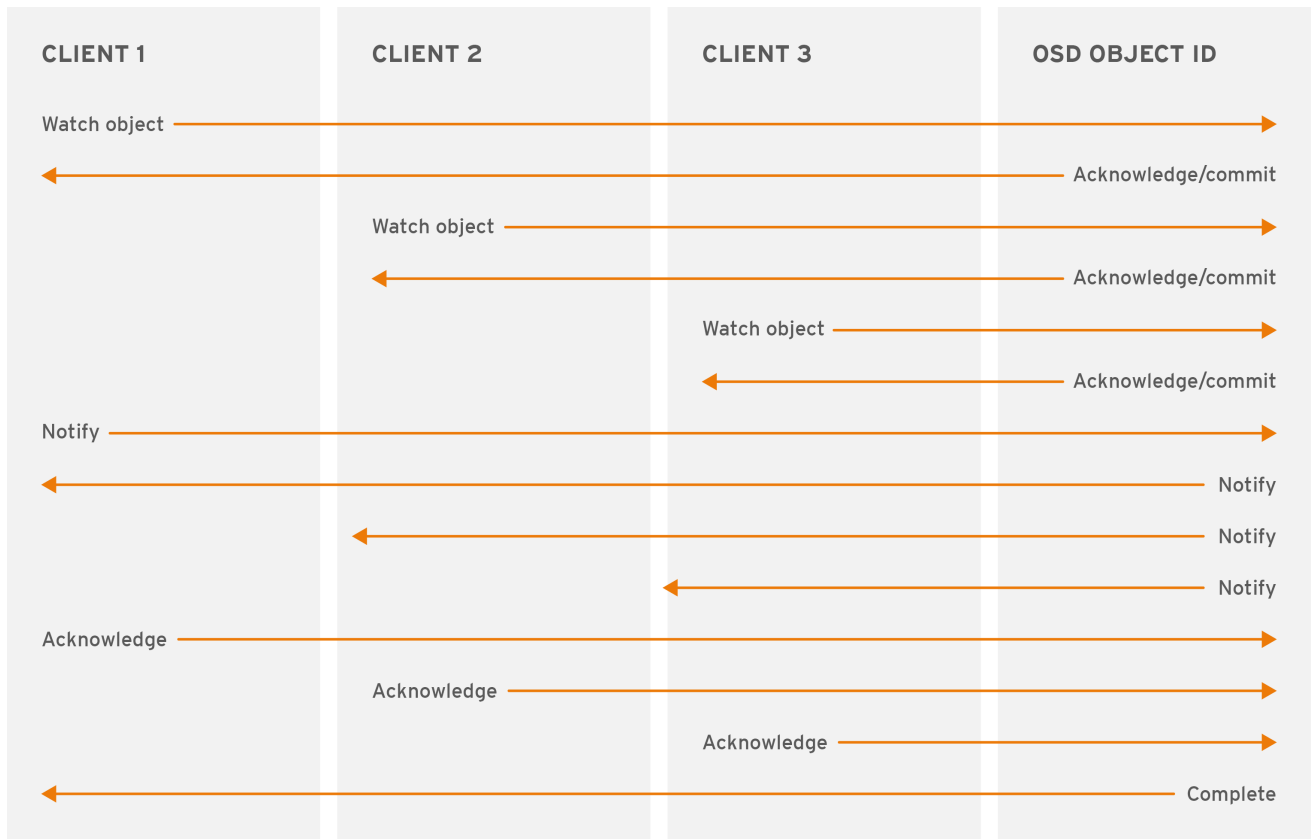 CLIENT 1
CLIENT 2
CLIENT 3
OSD OBJECT ID
Watch object
Acknowledge/commit
Watch object
Acknowledge/commit
Watch object
Acknowledge/commit
Notify
Notify
Notify
Notify
Acknowledge
Acknowledge
Acknowledge
Complete